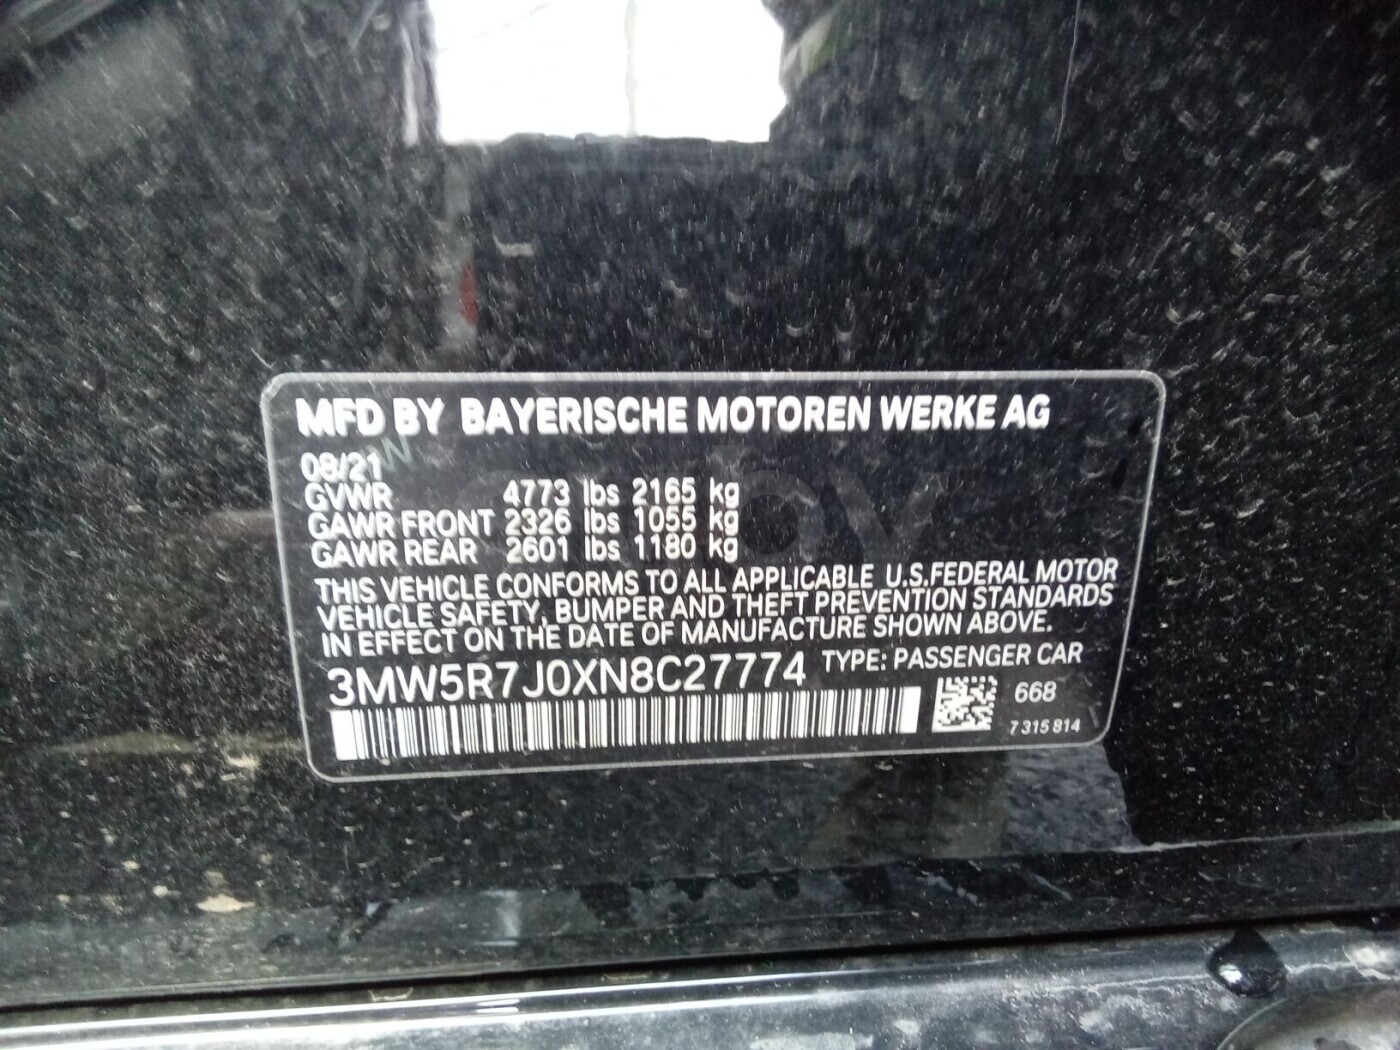 MFD BY BAYERISCHE MOTOREN WERKE AG
08/21
GVWR 4773 lbs 2165 kg
GAWR FRONT 2326 lbs 1055 kg
GAWR REAR 2601 lbs 1180 kg
THIS VEHICLE CONFORMS TO ALL APPLICABLE U.S.FEDERAL MOTOR
VEHICLE SAFETY, BUMPER AND THEFT PREVENTION STANDARDS
IN EFFECT ON THE DATE OF MANUFACTURE SHOWN ABOVE.
3MW5R7J0XN8C27774 TYPE: PASSENGER CAR
668
7 315 814